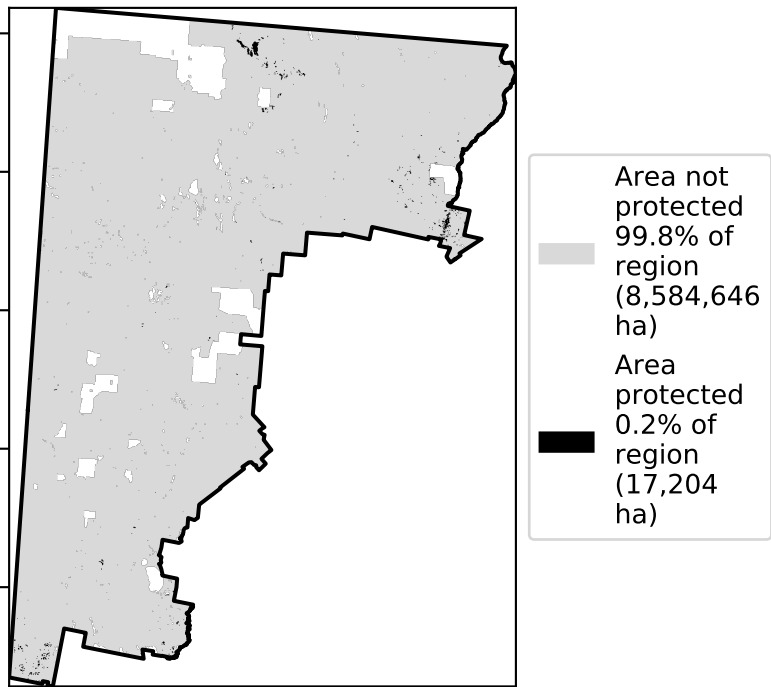 Area not
protected
99.8% of
region
(8,584,646
ha)
Area
protected
0.2% of
region
(17,204
ha)